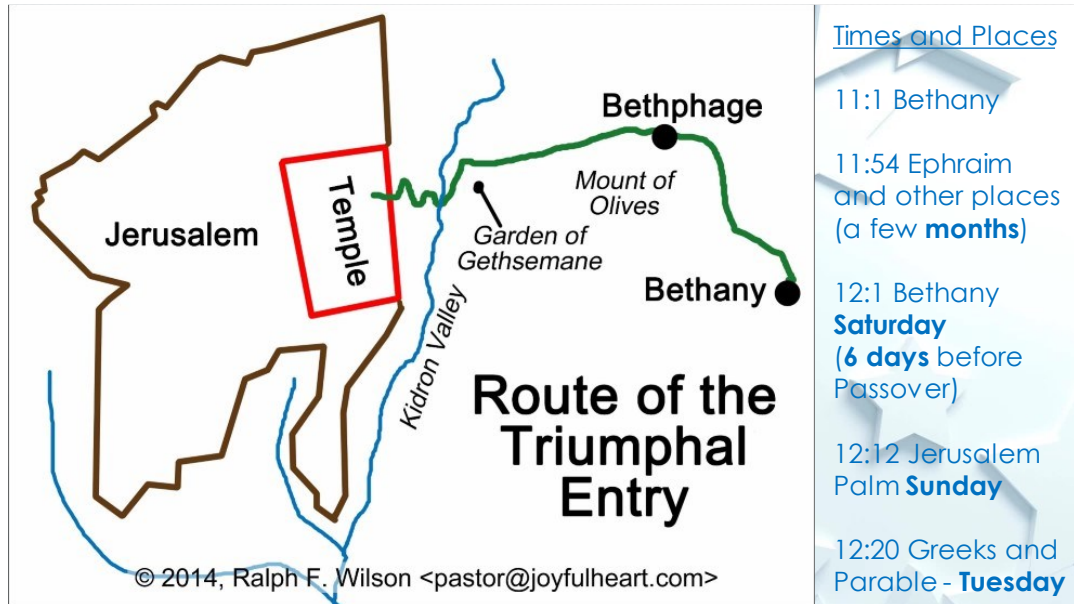 Bethphage
Mount of
Olives
Temple
Jerusalem
Garden of
Gethsemane
Bethany
Kidron Valley
Route of the
Triumphal
Entry
© 2014, Ralph F. Wilson <pastor@joyfulheart.com>
Times and Places
11:1 Bethany
11:54 Ephraim
and other places
(a few months)
12:1 Bethany
Saturday
(6 days before
Passover)
12:12 Jerusalem
Palm Sunday
12:20 Greeks and
Parable - Tuesday